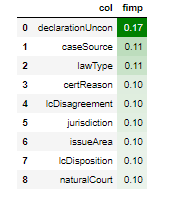 col fimp
0 declarationUncon 0.17
1 caseSource 0.11
2 lawType 0.11
3 certReason 0.10
4 lcDisagreement 0.10
5 jurisdiction 0.10
6 issueArea 0.10
7 lcDisposition 0.10
8 naturalCourt 0.10